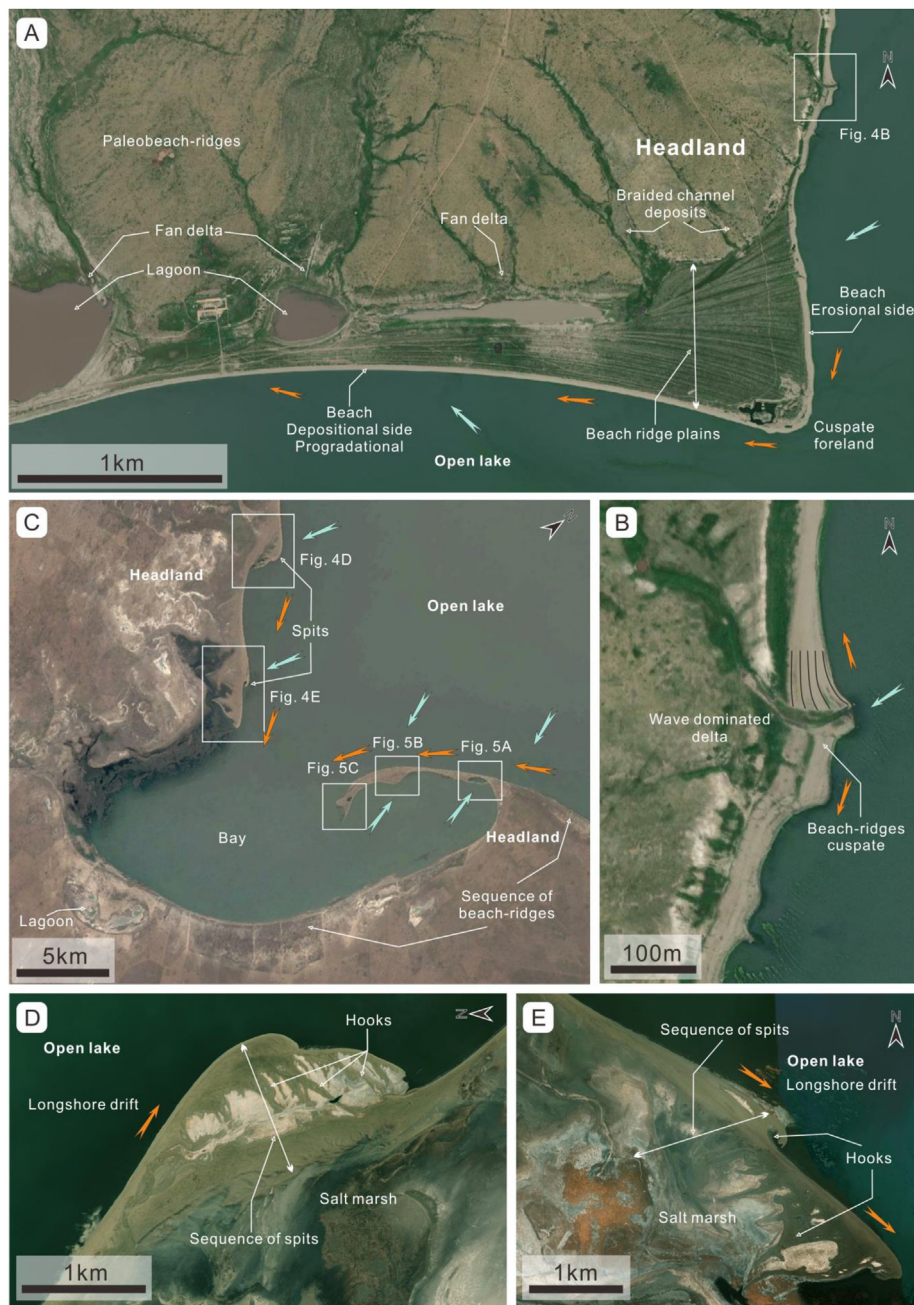 A
N
Paleobeach-ridges
Headland
Fig. 4B
Braided channel
deposits
Fan delta
Fan delta
Lagoon
Beach
Erosional side
Beach
Depositional side
Progradational
Beach ridge plains
Cuspate
foreland
Open lake
1km
C
N
Headland
Fig. 4D
Open lake
Spits
Fig. 4E
Fig. 5B
Fig. 5A
Fig. 5C
Bay
Headland
Sequence of
beach-ridges
Lagoon
5km
B
N
Wave dominated
delta
Beach-ridges
cuspate
100m
D
N
Hooks
Open lake
Longshore drift
Salt marsh
Sequence of spits
1km
E
N
Sequence of spits
Open lake
Longshore drift
Hooks
Salt marsh
1km